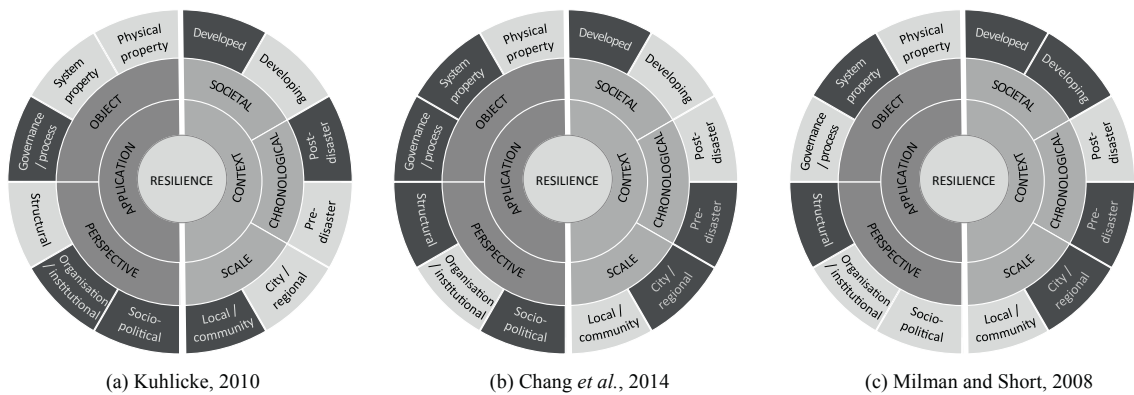 Physical
property
Developed
System
property
Developing
OBJECT
SOCIETAL
Governance
/ process
Post-
disaster
APPLICATION
RESILIENCE
CONTEXT
CHRONOLOGICAL
Structural
Pre-
disaster
PERSPECTIVE
SCALE
Organisation
/ institutional
City /
regional
Socio-
political
Local /
community
(a) Kuhlicke, 2010
Physical
property
Developed
System
property
Developing
OBJECT
SOCIETAL
Governance
/ process
Post-
disaster
APPLICATION
RESILIENCE
CONTEXT
CHRONOLOGICAL
Structural
Pre-
disaster
PERSPECTIVE
SCALE
Organisation
/ institutional
City /
regional
Socio-
political
Local /
community
(b) Chang et al., 2014
Physical
property
Developed
System
property
Developing
OBJECT
SOCIETAL
Governance
/ process
Post-
disaster
APPLICATION
RESILIENCE
CONTEXT
CHRONOLOGICAL
Structural
Pre-
disaster
PERSPECTIVE
SCALE
Organisation
/ institutional
City /
regional
Socio-
political
Local /
community
(c) Milman and Short, 2008